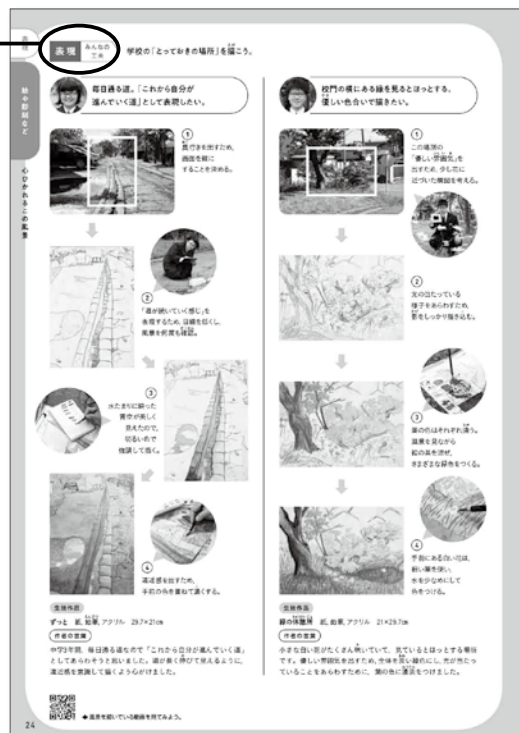 表現
みんなの
工夫
学校の「とっておきの場所」を描こう。
絵や彫刻など
心ひかれるこの風景
毎日通る道。「これから自分が
進んでいく道」として表現したい。
①
奥行きを出すため、
画面を縦に
することを決める。
②
「道が続いていく感じ」を
表現するため、目線を低くし、
風景を何度も確認。
③
水たまりに映った
青空が美しく
見えたので、
明るい色で
強調して描く。
④
遠近感を出すため、
手前の色を重ねて濃くする。
生徒作品
ずっと 紙、鉛筆、アクリル 29.7×21cm
作者の言葉
中学3年間、毎日通る道なので「これから自分が進んでいく道」
としてあらわそうと思いました。道が長く伸びて見えるように、
遠近感を意識して描くよう心がけました。
校門の横にある緑を見るとほっとする。
優しい色合いで描きたい。
①
この場所の
「優しい雰囲気」を
出すため、少し花に
近づいた構図を考える。
②
光の当たっている
様子をあらわすため、
影をしっかり描き込む。
③
葉の色はそれぞれ違う。
風景を見ながら
絵の具を混ぜ、
さまざまな緑色をつくる。
④
手前にある白い花は、
細い筆を使い、
水を少なめにして
色をつける。
生徒作品
緑の休憩所 紙、鉛筆、アクリル 21×29.7cm
作者の言葉
小さな白い花がたくさん咲いていて、見ているとほっとする場所
です。優しい雰囲気を出すため、全体を淡い緑色にし、光が当たっ
ていることをあらわすために、葉の色に濃淡をつけました。
風景を描いている動画を見てみよう。
24